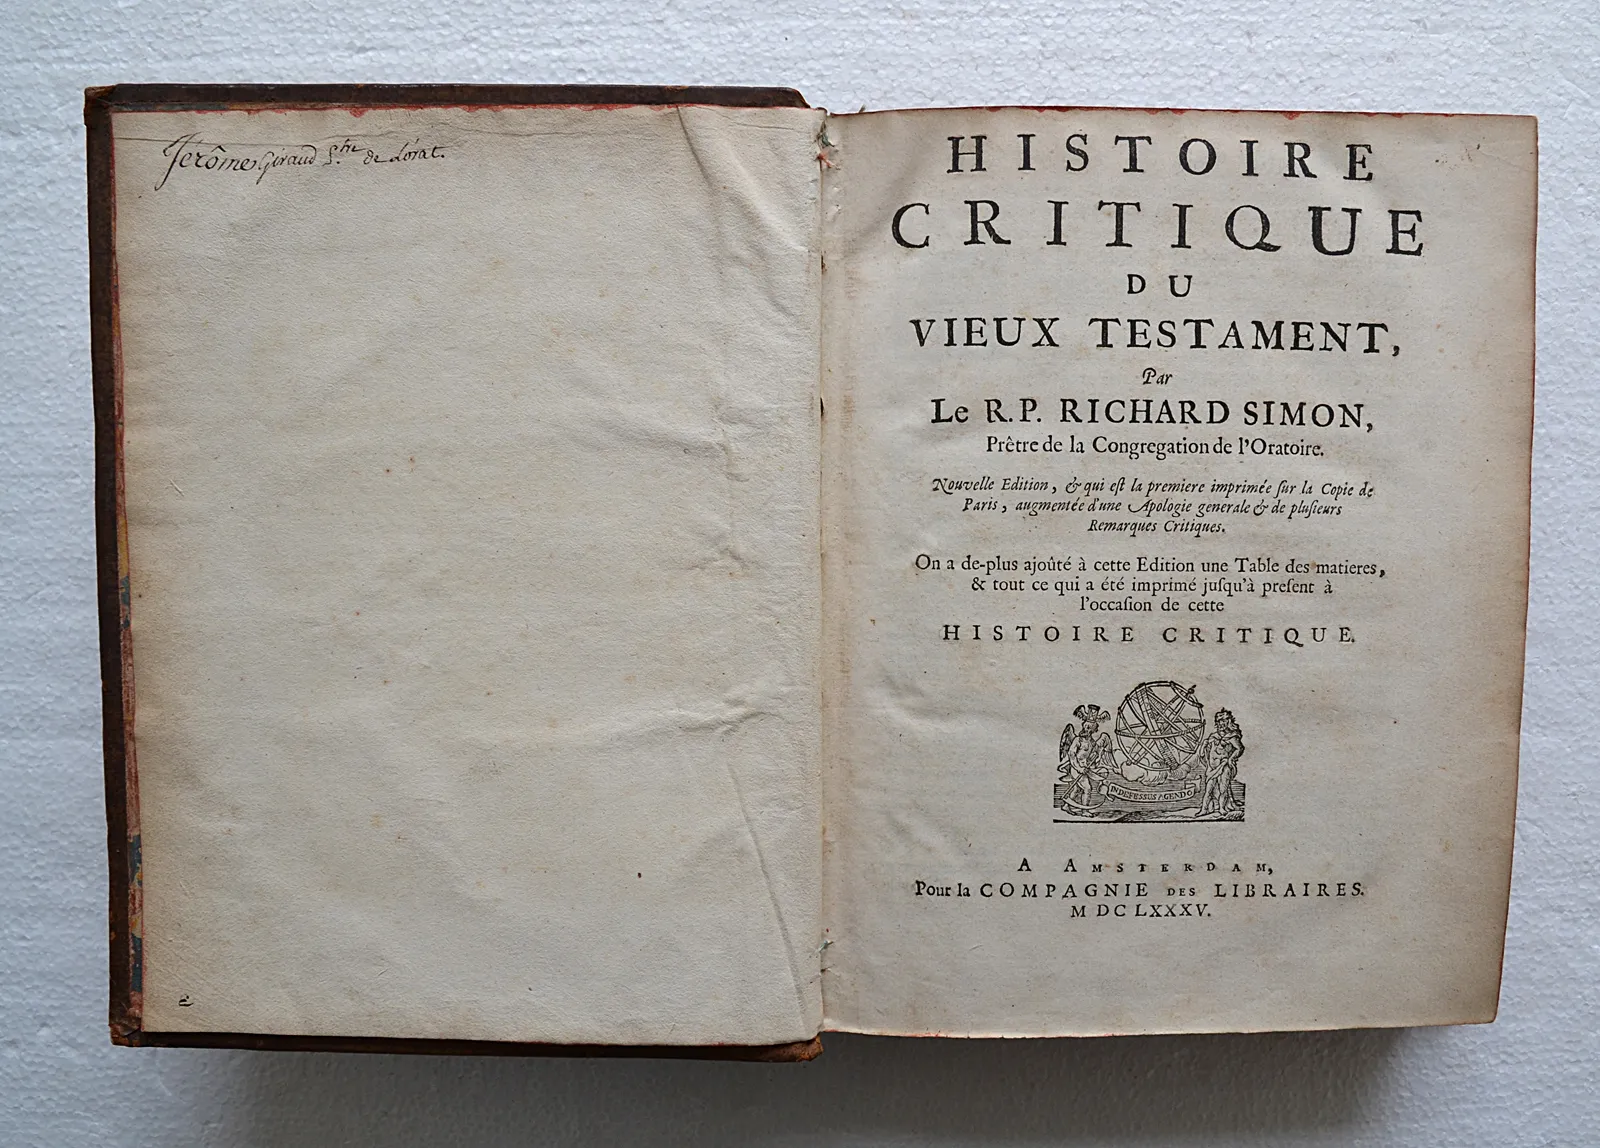 Jerôme Giraud S.re de Lorat.
HISTOIRE
CRITIQUE
DU
VIEUX TESTAMENT,
Par
Le R.P. RICHARD SIMON,
Prêtre de la Congregation de l'Oratoire.
Nouvelle Edition, & qui eſt la premiere imprimée ſur la Copie de
Paris, augmentée d'une Apologie generale & de pluſieurs
Remarques Critiques.
On a de-plus ajoûté à cette Edition une Table des matieres,
& tout ce qui a été imprimé juſqu'à preſent à
l'occaſion de cette
HISTOIRE CRITIQUE.
INDEFESSUS AGENDO
A AMSTERDAM,
Pour la COMPAGNIE DES LIBRAIRES.
M DC LXXXV.